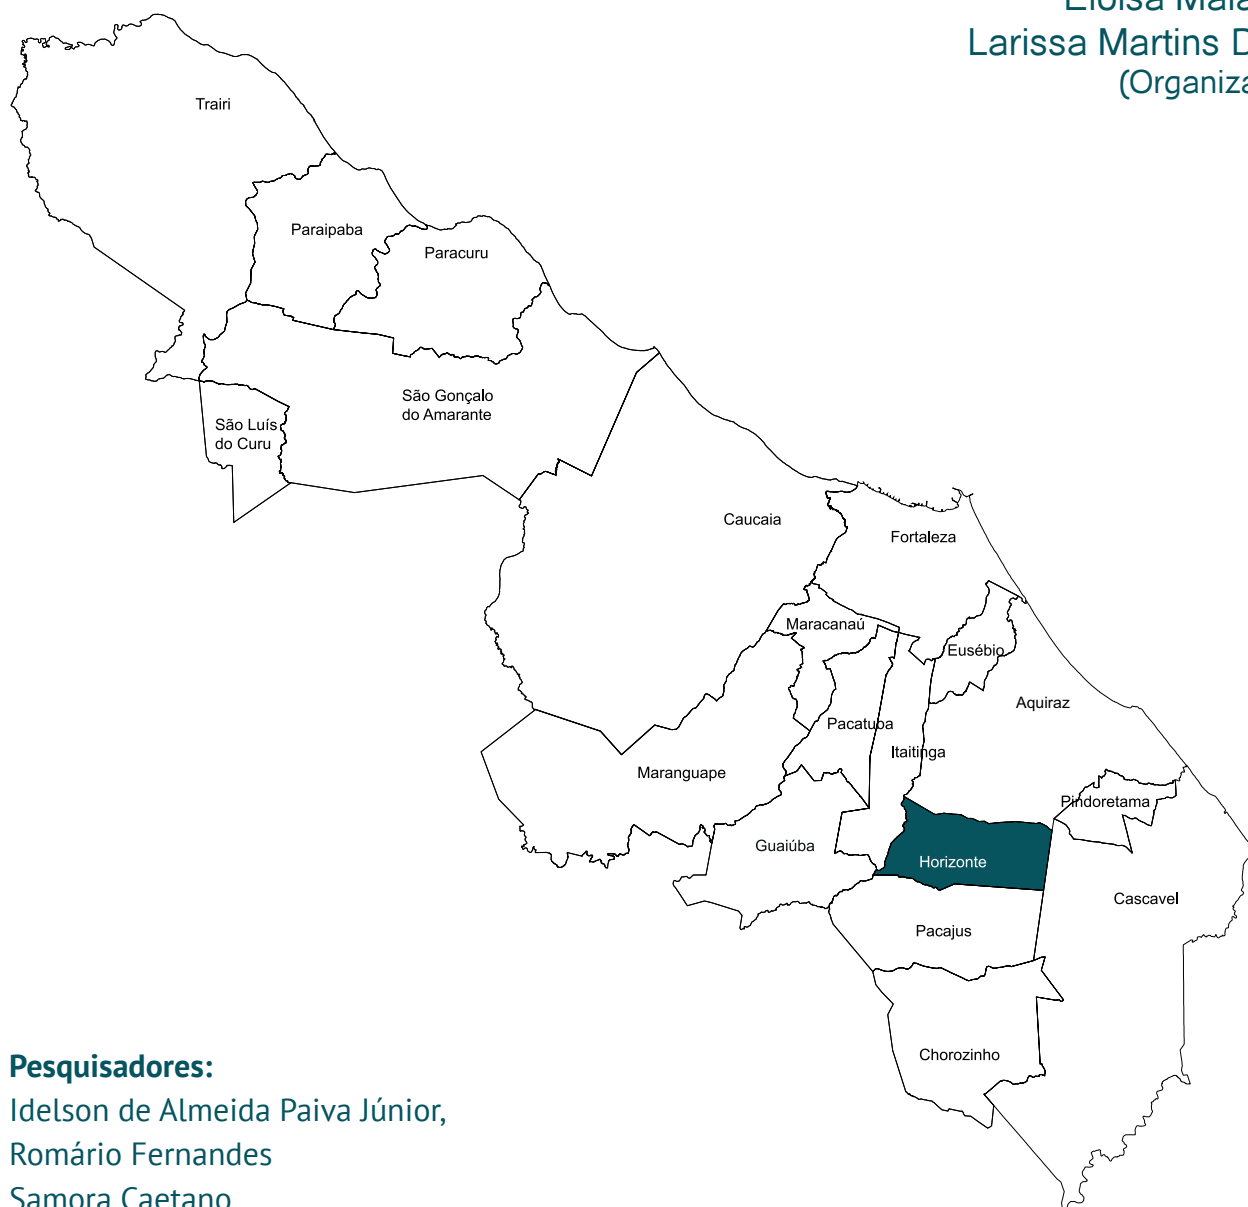 Larissa Martins
Trairi
Paraipaba
Paracuru
São Gonçalo
do Amarante
São Luís
do Curu
Caucaia
Fortaleza
Maracanaú
Eusébio
Aquiraz
Pacatuba
Itaitinga
Maranguape
Pindoretama
Guaiúba
Horizonte
Cascavel
Pacajus
Chorozinho
Pesquisadores:
Idelson de Almeida Paiva Júnior,
Romário Fernandes
Samora Caetano